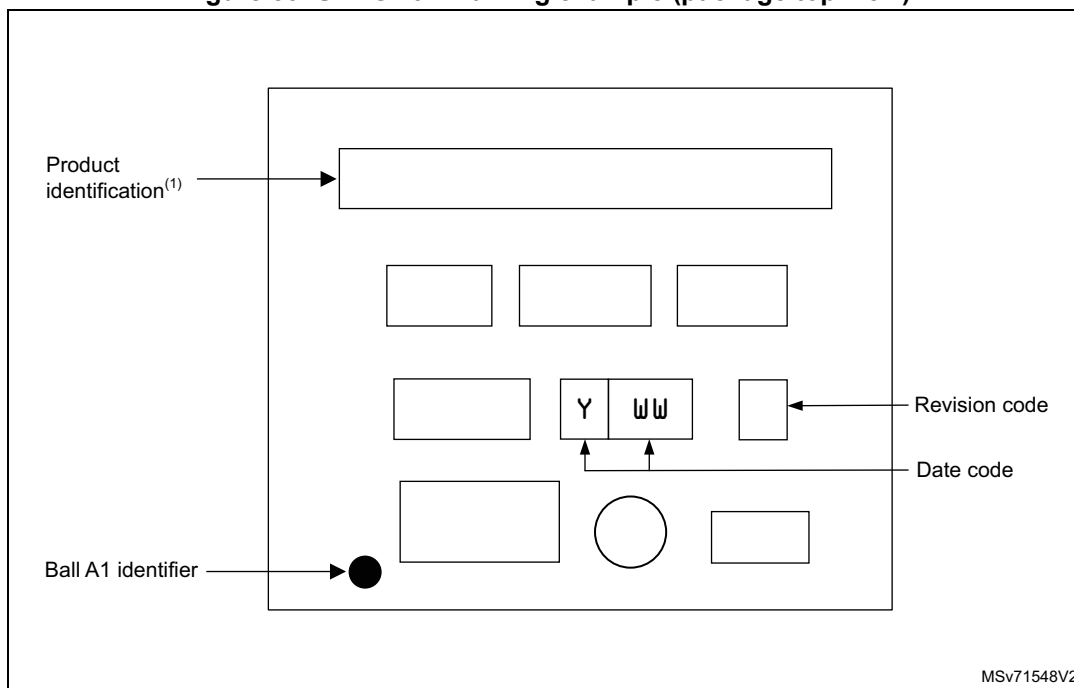 Product
identification(1)
Y WW
Revision code
Date code
Ball A1 identifier
MSv71548V2